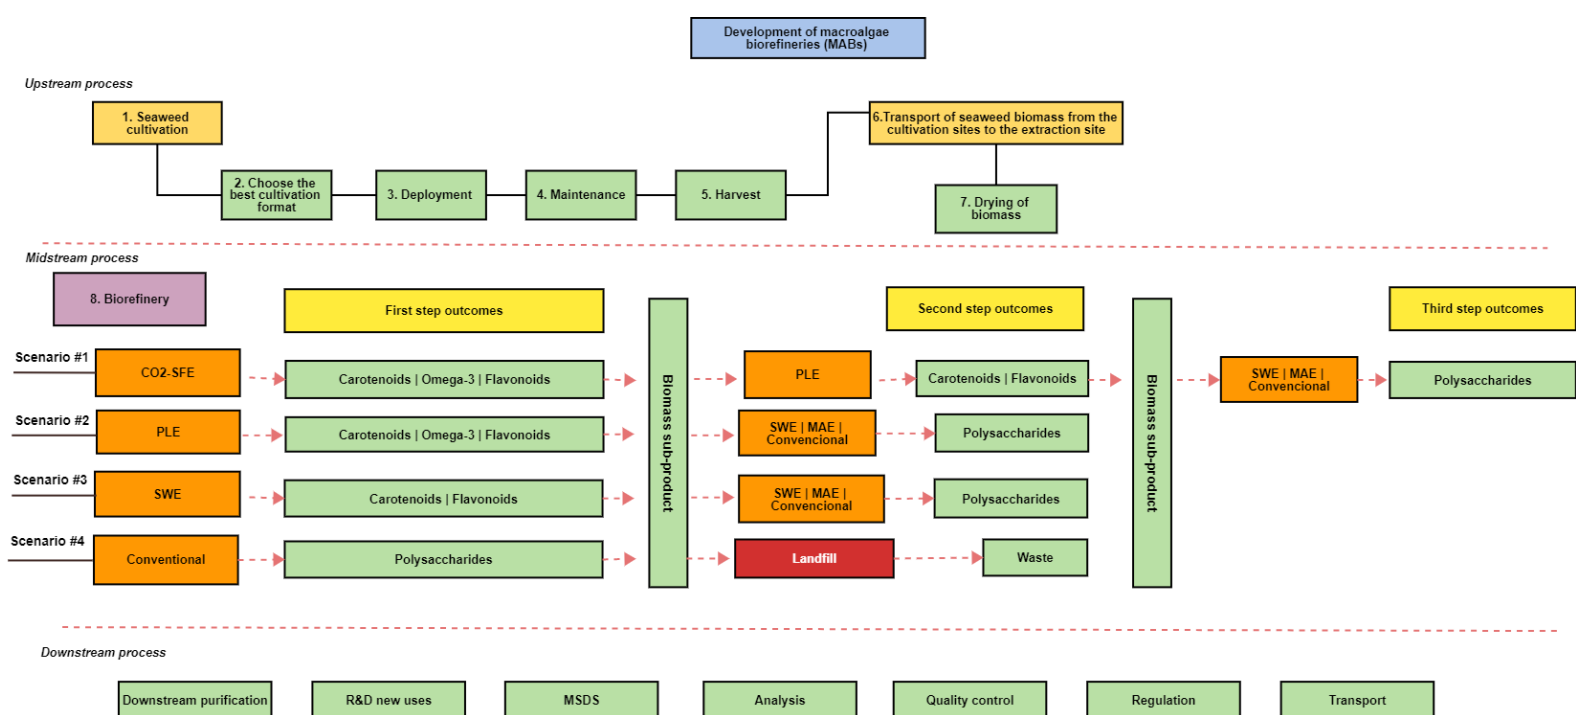 Development of macroalgae
biorefineries (MABs)
Upstream process
1. Seaweed
cultivation
6.Transport of seaweed biomass from the
cultivation sites to the extraction site
2. Choose the
best cultivation
format
3. Deployment
4. Maintenance
5. Harvest
7. Drying of
biomass
Midstream process
8. Biorefinery
First step outcomes
Second step outcomes
Third step outcomes
Scenario #1
CO2-SFE
Carotenoids | Omega-3 | Flavonoids
Biomass sub-product
PLE
Carotenoids | Flavonoids
Biomass sub-product
SWE | MAE |
Convencional
Polysaccharides
Scenario #2
PLE
Carotenoids | Omega-3 | Flavonoids
SWE | MAE |
Convencional
Polysaccharides
Scenario #3
SWE
Carotenoids | Flavonoids
SWE | MAE |
Convencional
Polysaccharides
Scenario #4
Conventional
Polysaccharides
Landfill
Waste
Downstream process
Downstream purification
R&D new uses
MSDS
Analysis
Quality control
Regulation
Transport